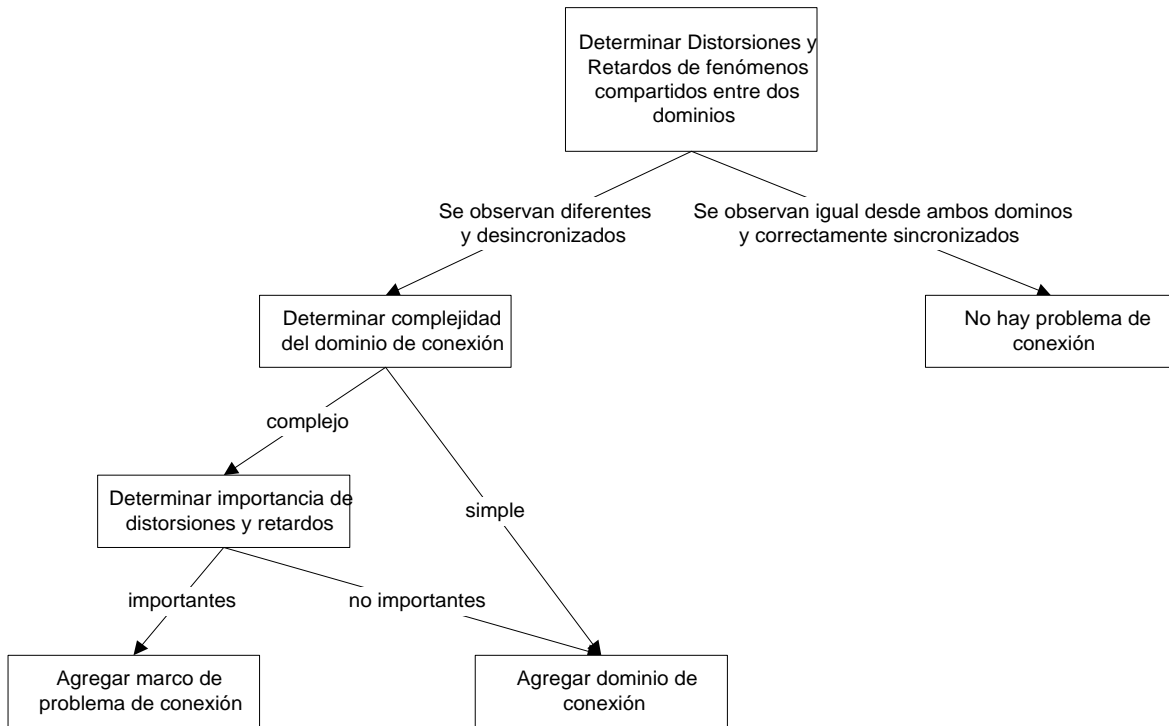 Determinar Distorsiones y
Retardos de fenómenos
compartidos entre dos
dominios
Se observan diferentes
y desincronizados
Se observan igual desde ambos dominos
y correctamente sincronizados
Determinar complejidad
del dominio de conexión
No hay problema de
conexión
complejo
simple
Determinar importancia de
distorsiones y retardos
importantes
no importantes
Agregar marco de
problema de conexión
Agregar dominio de
conexión